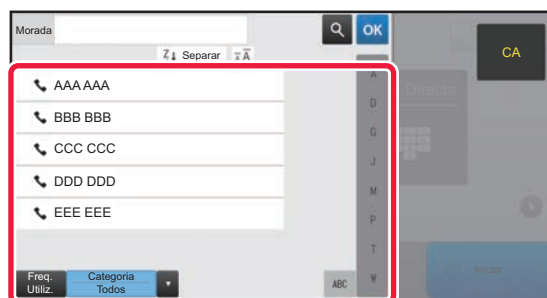 Morada
OK
CA
Separar
AAA AAA
BBB BBB
CCC CCC
DDD DDD
EEE EEE
A
D
G
J
M
P
T
W
Directa
Freq.
Utiliz.
Categoria
Todos
ABC
Iniciar